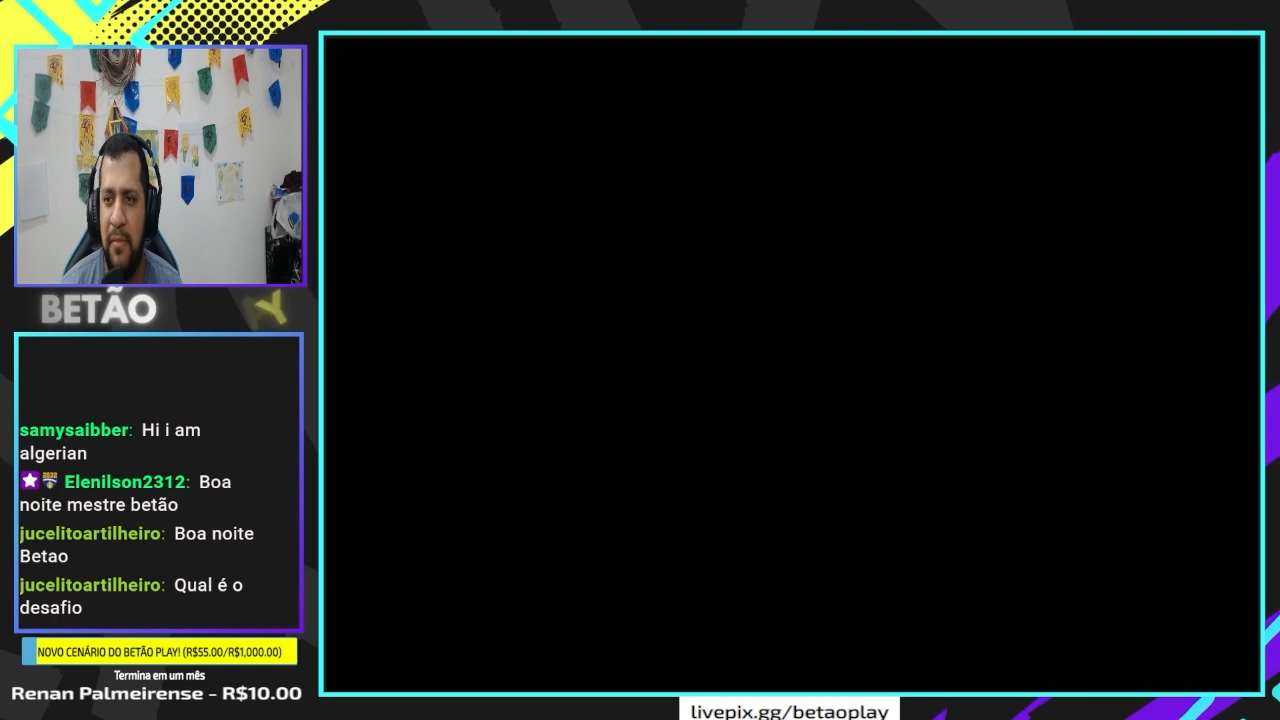 BETÃO Y
samysaibber: Hi i am
algerian
Elenilson2312: Boa
noite mestre betão
jucelitoartilheiro: Boa noite
Betao
jucelitoartilheiro: Qual é o
desafio
NOVO CENÁRIO DO BETÃO PLAY! (R$55.00/R$1,000.00)
Termina em um mês
Renan Palmeirense - R$10.00
livepix.gg/betaoplay